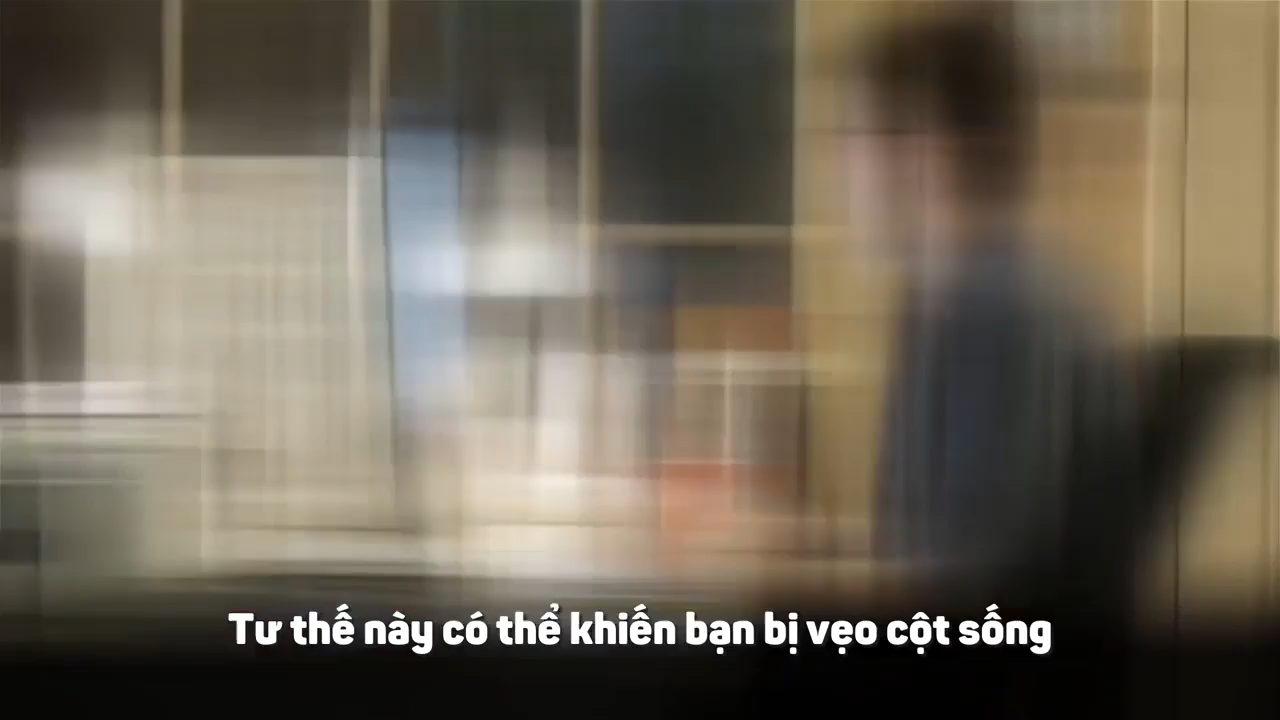 Tư thế này có thể khiến bạn bị vẹo cột sống